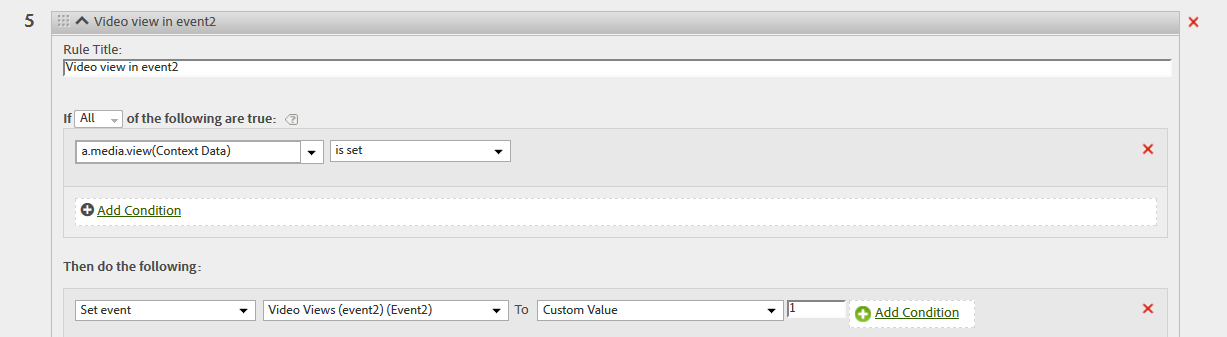 5 Video view in event2
Rule Title:
Video view in event2
If All of the following are true: ?
a.media.view(Context Data) is set
Add Condition
Then do the following:
Set event Video Views (event2) (Event2) To Custom Value 1 Add Condition